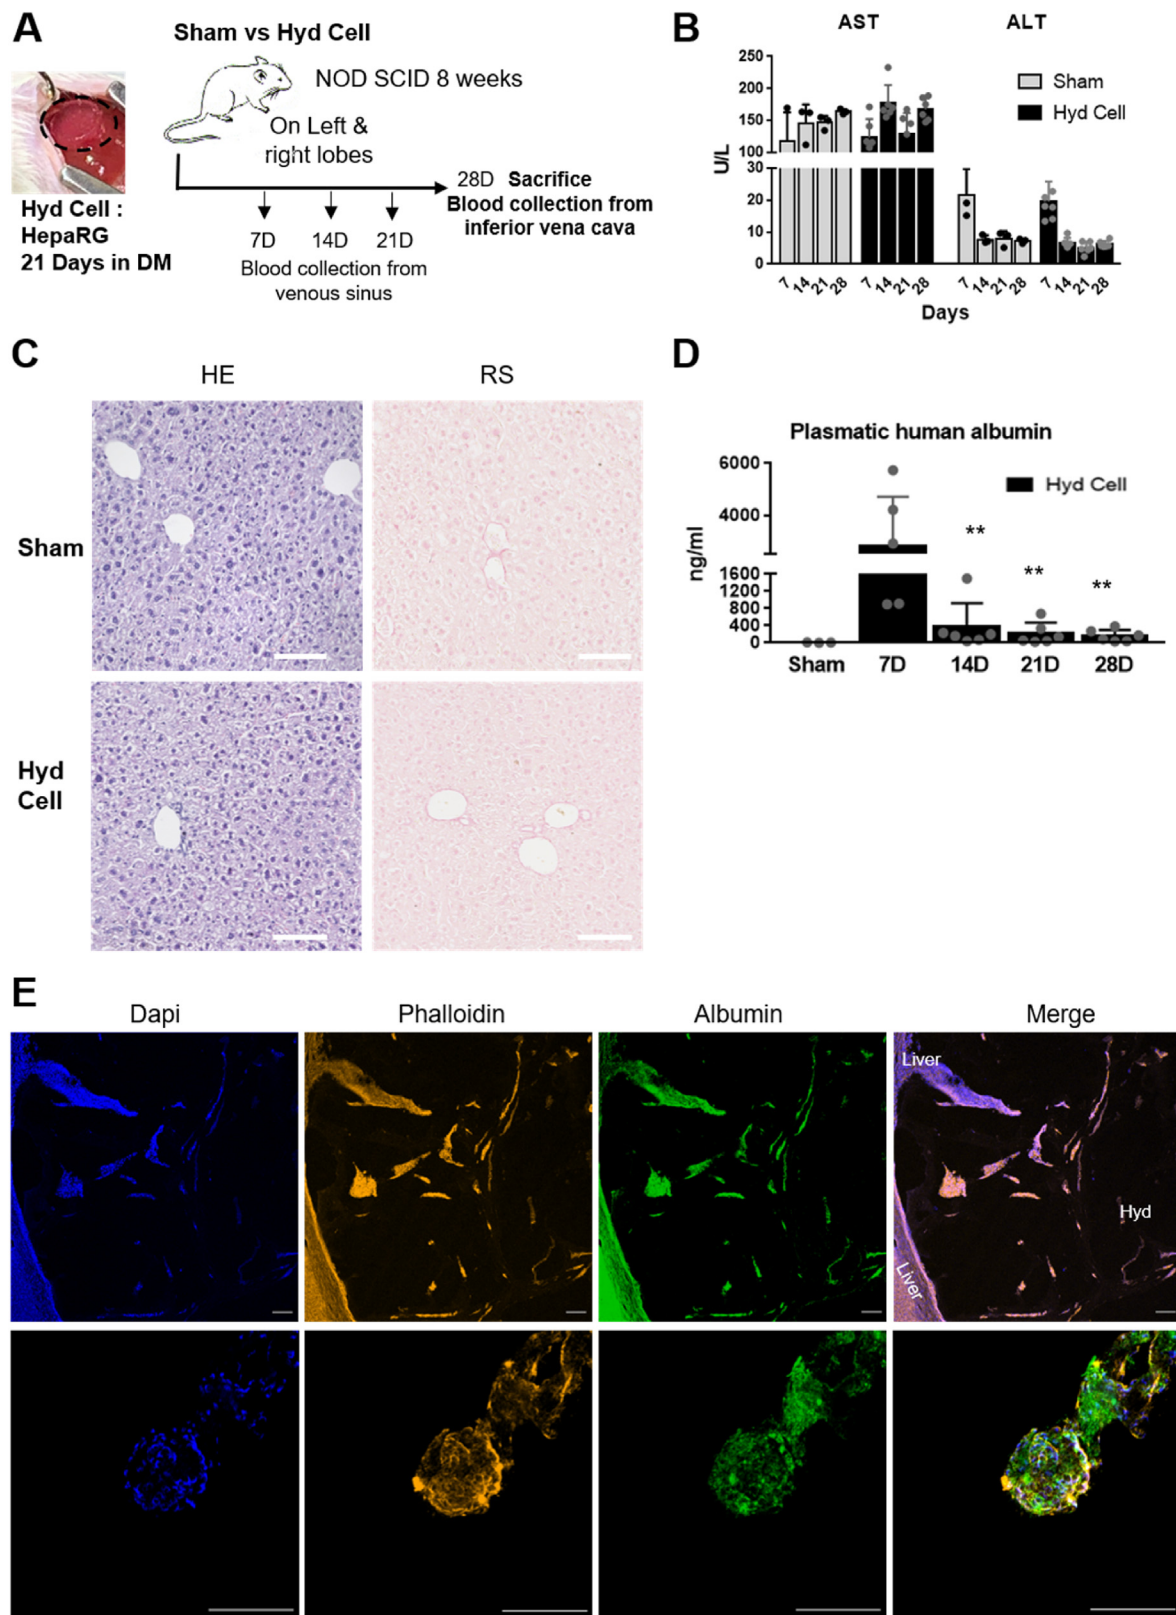 A
Sham vs Hyd Cell
NOD SCID 8 weeks
On Left &
right lobes
Hyd Cell :
HepaRG
21 Days in DM
28D Sacrifice
Blood collection from
inferior vena cava
7D 14D 21D
Blood collection from
venous sinus
B
AST ALT
250
200
150
100
30
20
10
0
U/L
Sham
Hyd Cell
7 14 21 28 7 14 21 28 7 14 21 28 7 14 21 28
Days
C
HE RS
Sham
Hyd
Cell
D
Plasmatic human albumin
6000
4000
1600
1200
800
400
0
ng/ml
Hyd Cell
**
**
**
Sham 7D 14D 21D 28D
E
Dapi Phalloidin Albumin Merge
Liver
Hyd
Liver